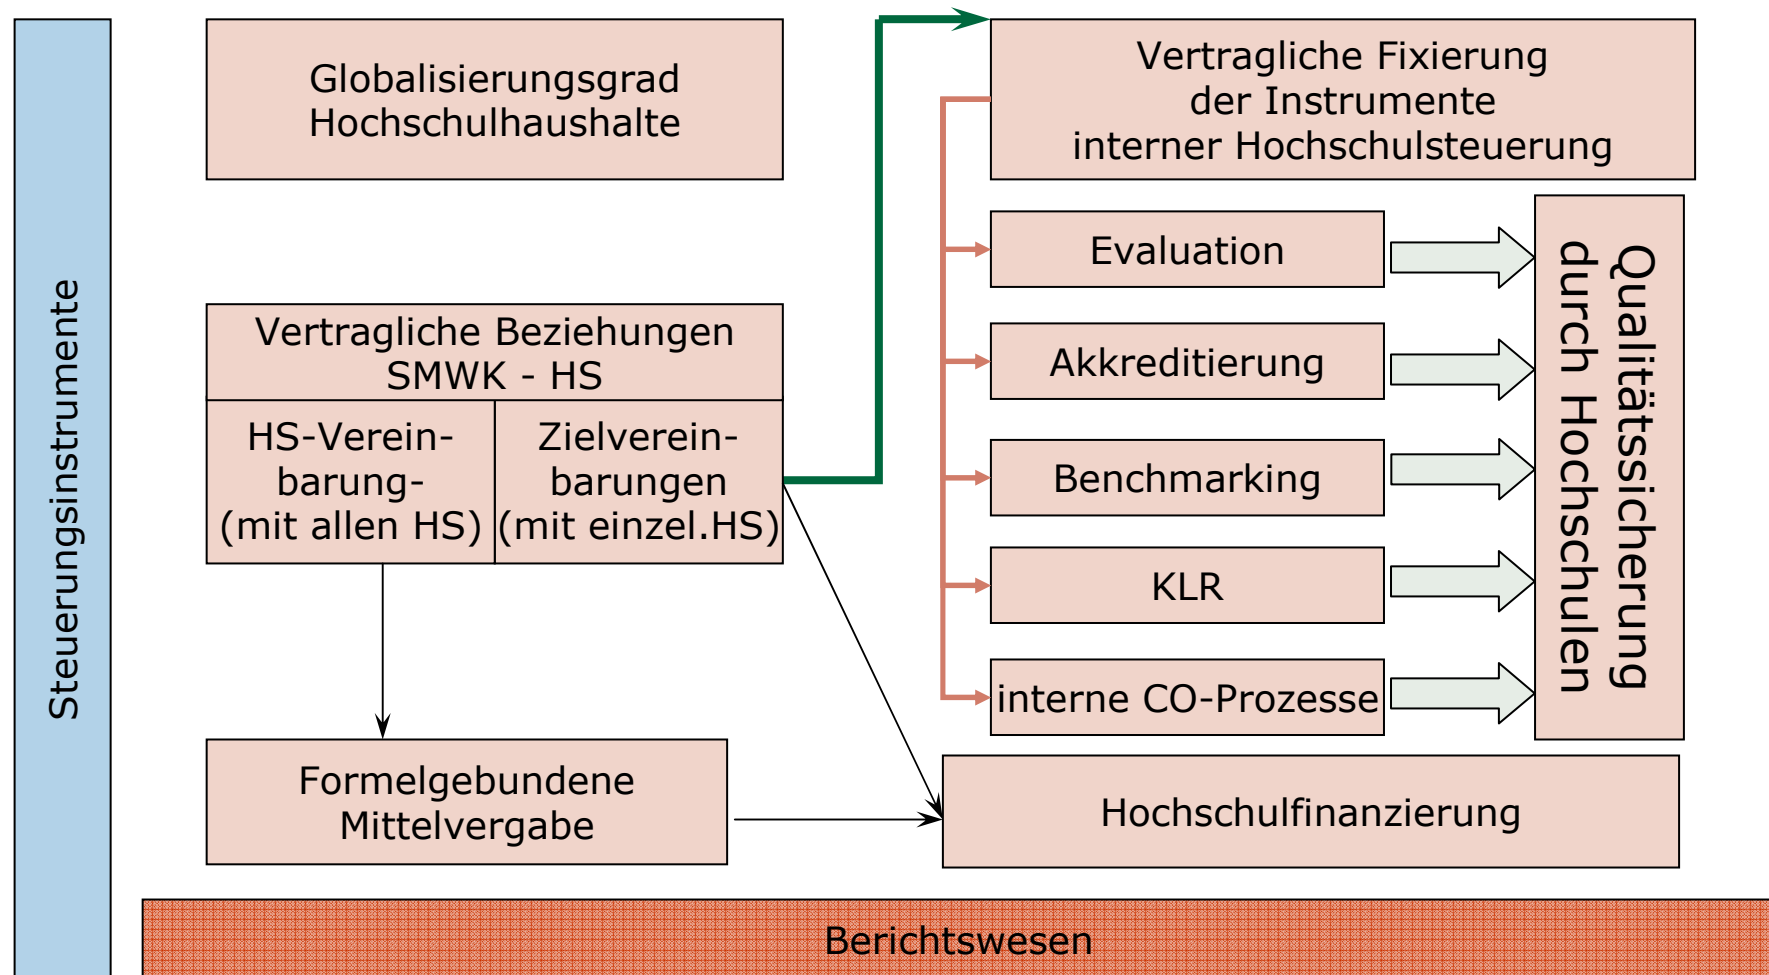 Steuerungsinstrumente
Globalisierungsgrad
Hochschulhaushalte
Vertragliche Beziehungen
SMWK - HS
HS-Verein-
barung-
(mit allen HS)
Zielverein-
barungen
(mit einzel.HS)
Formelgebundene
Mittelvergabe
Vertragliche Fixierung
der Instrumente
interner Hochschulsteuerung
Evaluation
Akkreditierung
Benchmarking
KLR
interne CO-Prozesse
Qualitätssicherung
durch Hochschulen
Hochschulfinanzierung
Berichtswesen